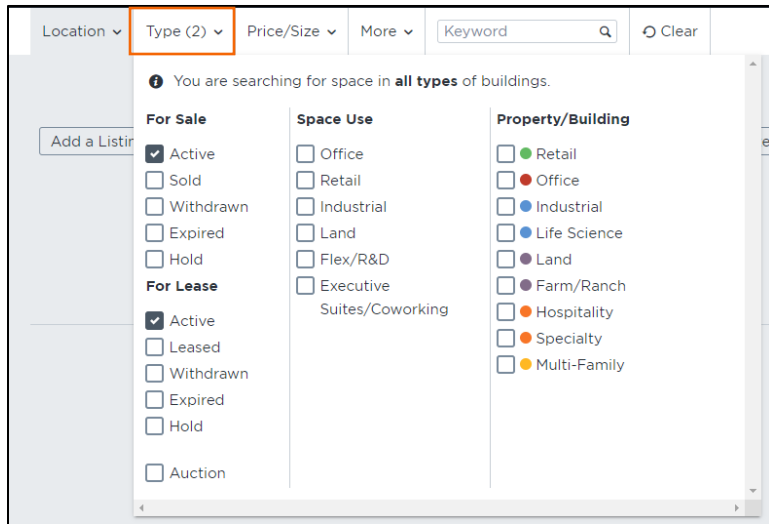 Location
Type (2)
Price/Size
More
Keyword
Clear
You are searching for space in all types of buildings.
Add a Listin
For Sale
Active
Sold
Withdrawn
Expired
Hold
For Lease
Active
Leased
Withdrawn
Expired
Hold
Auction
Space Use
Office
Retail
Industrial
Land
Flex/R&D
Executive
Suites/Coworking
Property/Building
Retail
Office
Industrial
Life Science
Land
Farm/Ranch
Hospitality
Specialty
Multi-Family